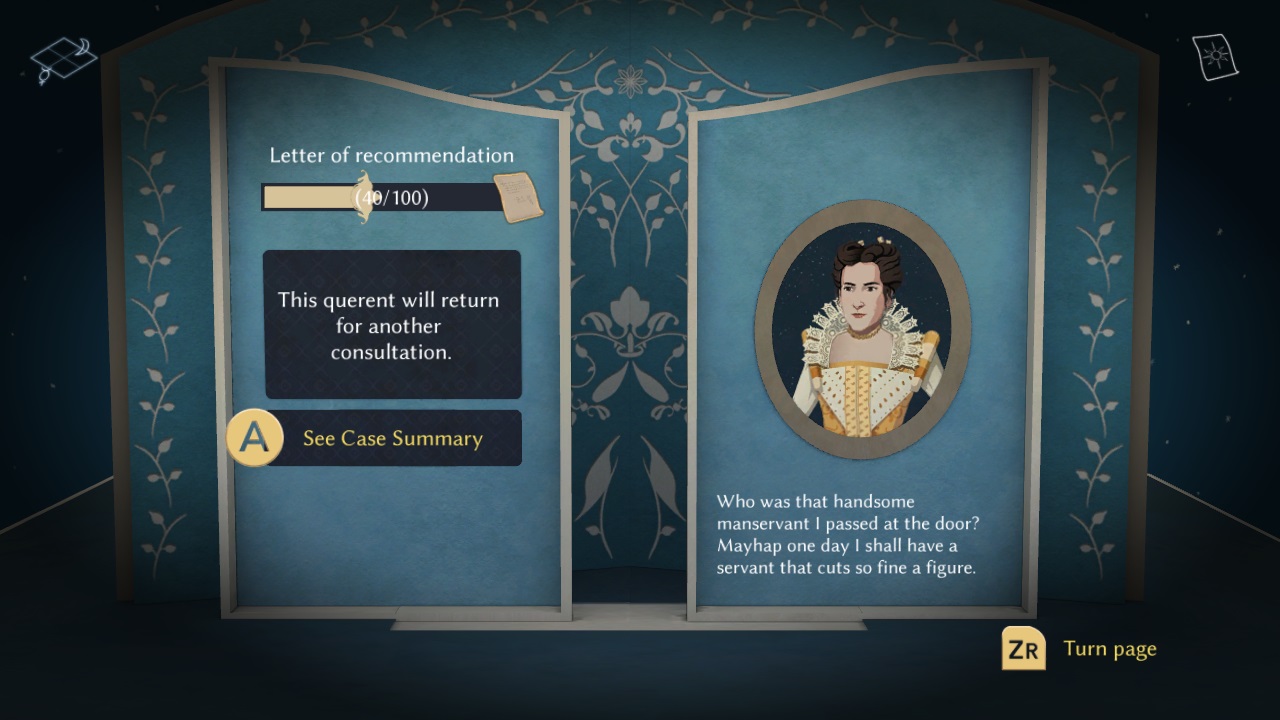 Letter of recommendation
(40/100)
This querent will return
for another
consultation.
A See Case Summary
Who was that handsome
manservant I passed at the door?
Mayhap one day I shall have a
servant that cuts so fine a figure.
ZR Turn page